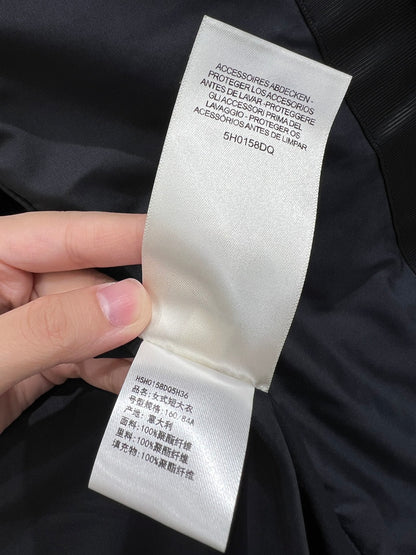 ACCESSOIRES ABDECKEN -
PROTEGER LOS ACCESORIOS
ANTES DE LAVAR -PROTEGGERE
GLI ACCESSORI PRIMA DEL
LAVAGGIO - PROTEGER OS
ACESSÓRIOS ANTES DE LIMPAR
5H0158DQ
HSH0158DQ5H36
品名: 女式短大衣
号型规格: 160/84A
产地: 意大利
面料: 100%聚酯纤维
里料: 100%聚酯纤维
填充物: 100%聚酯纤维